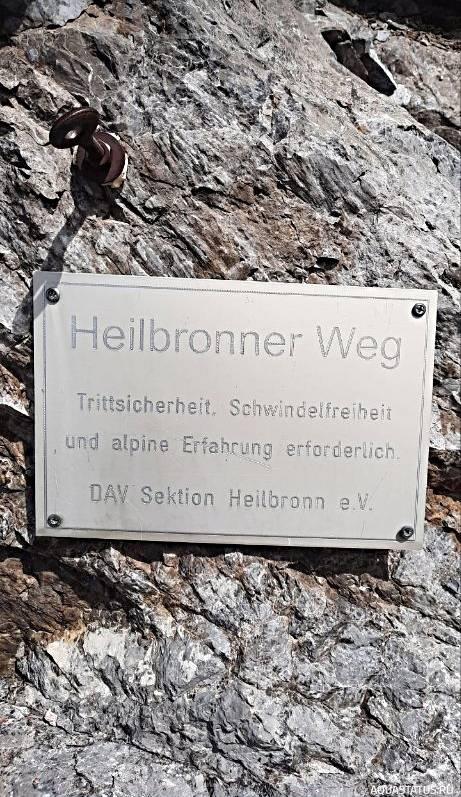 Heilbronner Weg
Trittsicherheit, Schwindelfreiheit
und alpine Erfahrung erforderlich.
DAV Sektion Heilbronn e.V.
AQUASTATUS.RU